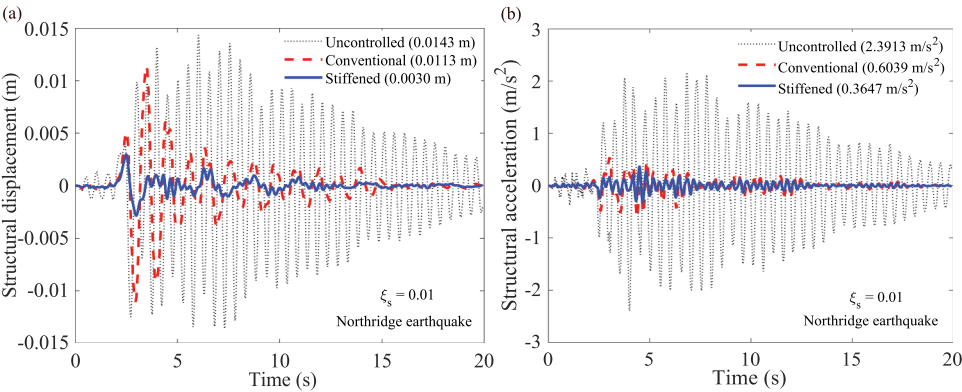 (a)
Structural displacement (m)
0.015
0.01
0.005
0
-0.005
-0.01
-0.015
Uncontrolled (0.0143 m)
Conventional (0.0113 m)
Stiffened (0.0030 m)
ξs = 0.01
Northridge earthquake
0 5 10 15 20
Time (s)
(b)
Structural acceleration (m/s²)
3
2
1
0
-1
-2
-3
Uncontrolled (2.3913 m/s²)
Conventional (0.6039 m/s²)
Stiffened (0.3647 m/s²)
ξs = 0.01
Northridge earthquake
0 5 10 15 20
Time (s)